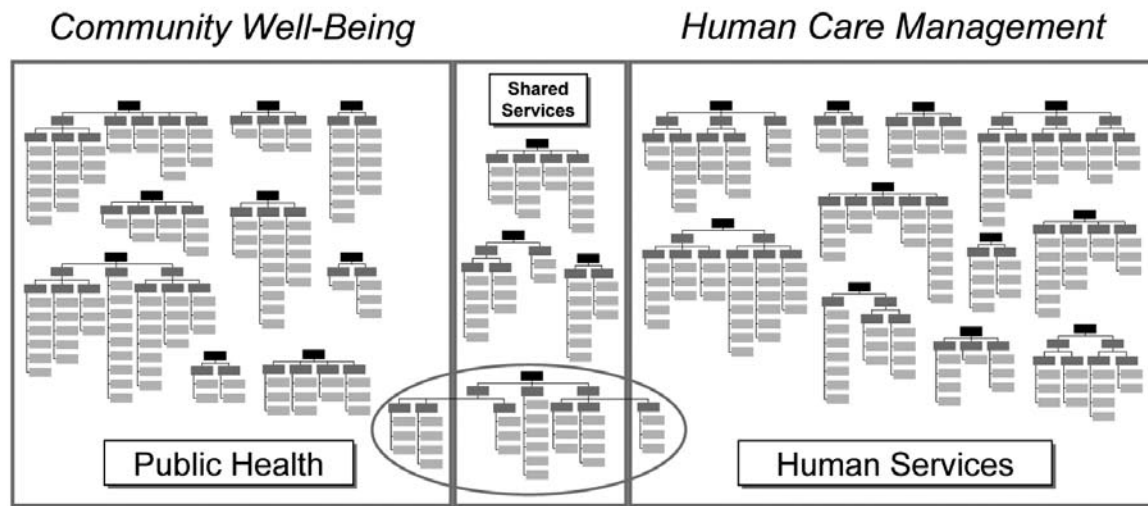 Community Well-Being
Human Care Management
Shared
Services
Public Health
Human Services